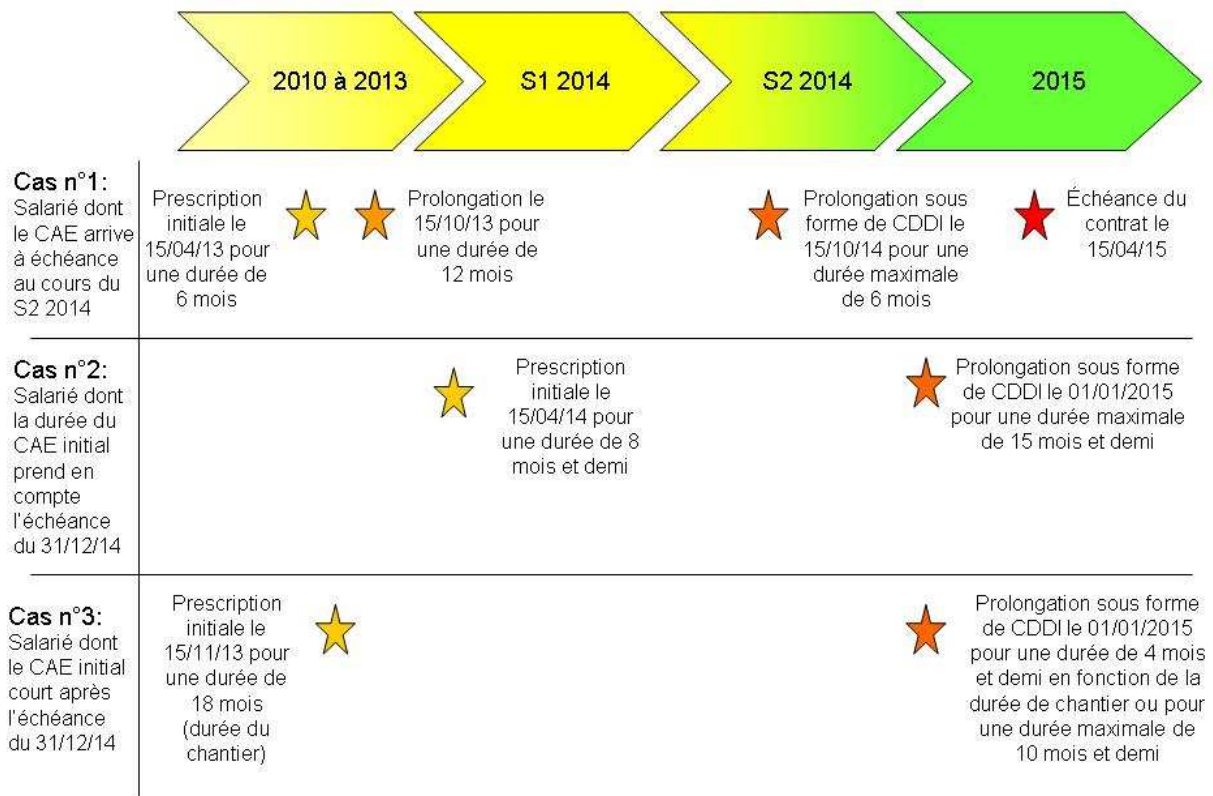 2010 à 2013
S1 2014
S2 2014
2015
Cas n°1:
Salarié dont
le CAE arrive
à échéance
au cours du
S2 2014
Prescription
initiale le
15/04/13 pour
une durée de
6 mois
Prolongation le
15/10/13 pour
une durée de
12 mois
Prolongation sous
forme de CDDI le
15/10/14 pour une
durée maximale
de 6 mois
Échéance du
contrat le
15/04/15
Cas n°2:
Salarié dont
la durée du
CAE initial
prend en
compte
l'échéance
du 31/12/14
Prescription
initiale le
15/04/14 pour
une durée de 8
mois et demi
Prolongation sous forme
de CDDI le 01/01/2015
pour une durée maximale
de 15 mois et demi
Cas n°3:
Salarié dont
le CAE initial
court après
l'échéance
du 31/12/14
Prescription
initiale le
15/11/13 pour
une durée de
18 mois
(durée du
chantier)
Prolongation sous forme
de CDDI le 01/01/2015
pour une durée de 4 mois
et demi en fonction de la
durée de chantier ou pour
une durée maximale de
10 mois et demi